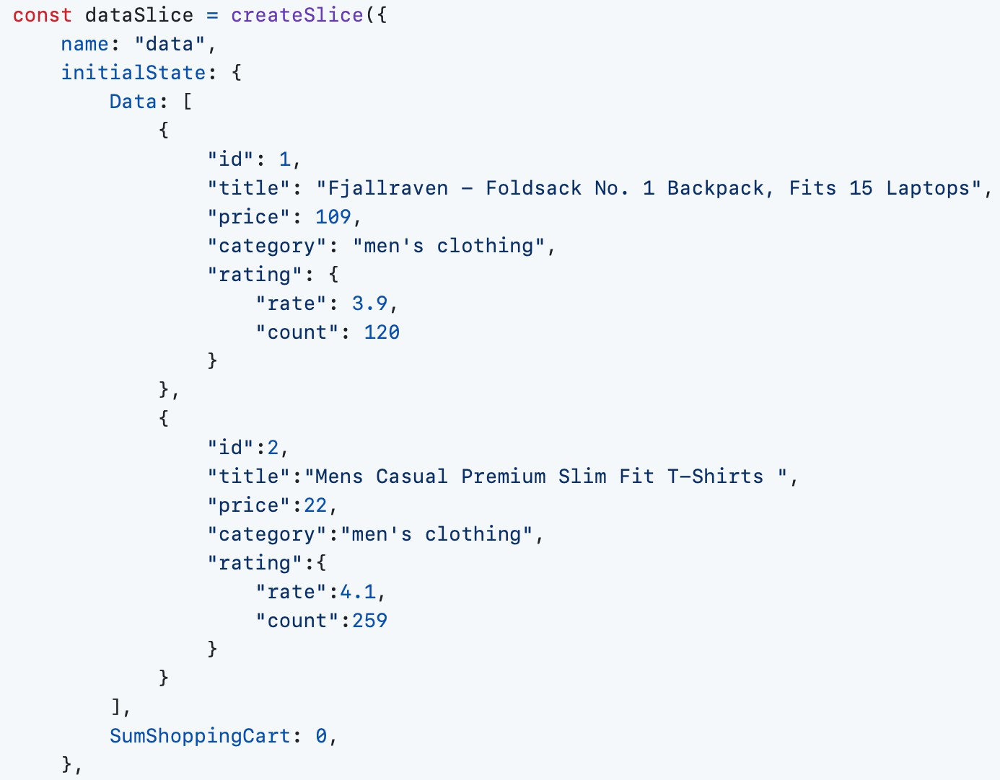 const dataSlice = createSlice({
    name: "data",
    initialState: {
        Data: [
            {
                "id": 1,
                "title": "Fjallraven – Foldsack No. 1 Backpack, Fits 15 Laptops",
                "price": 109,
                "category": "men's clothing",
                "rating": {
                    "rate": 3.9,
                    "count": 120
                }
            },
            {
                "id":2,
                "title":"Mens Casual Premium Slim Fit T–Shirts ",
                "price":22,
                "category":"men's clothing",
                "rating":{
                    "rate":4.1,
                    "count":259
                }
            }
        ],
        SumShoppingCart: 0,
    },